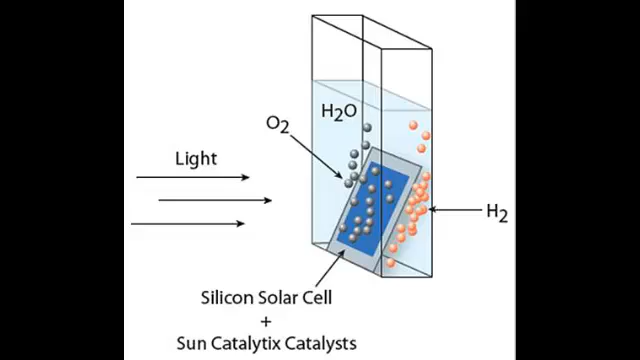 H2O
O2
Light
H2
Silicon Solar Cell
+
Sun Catalytix Catalysts